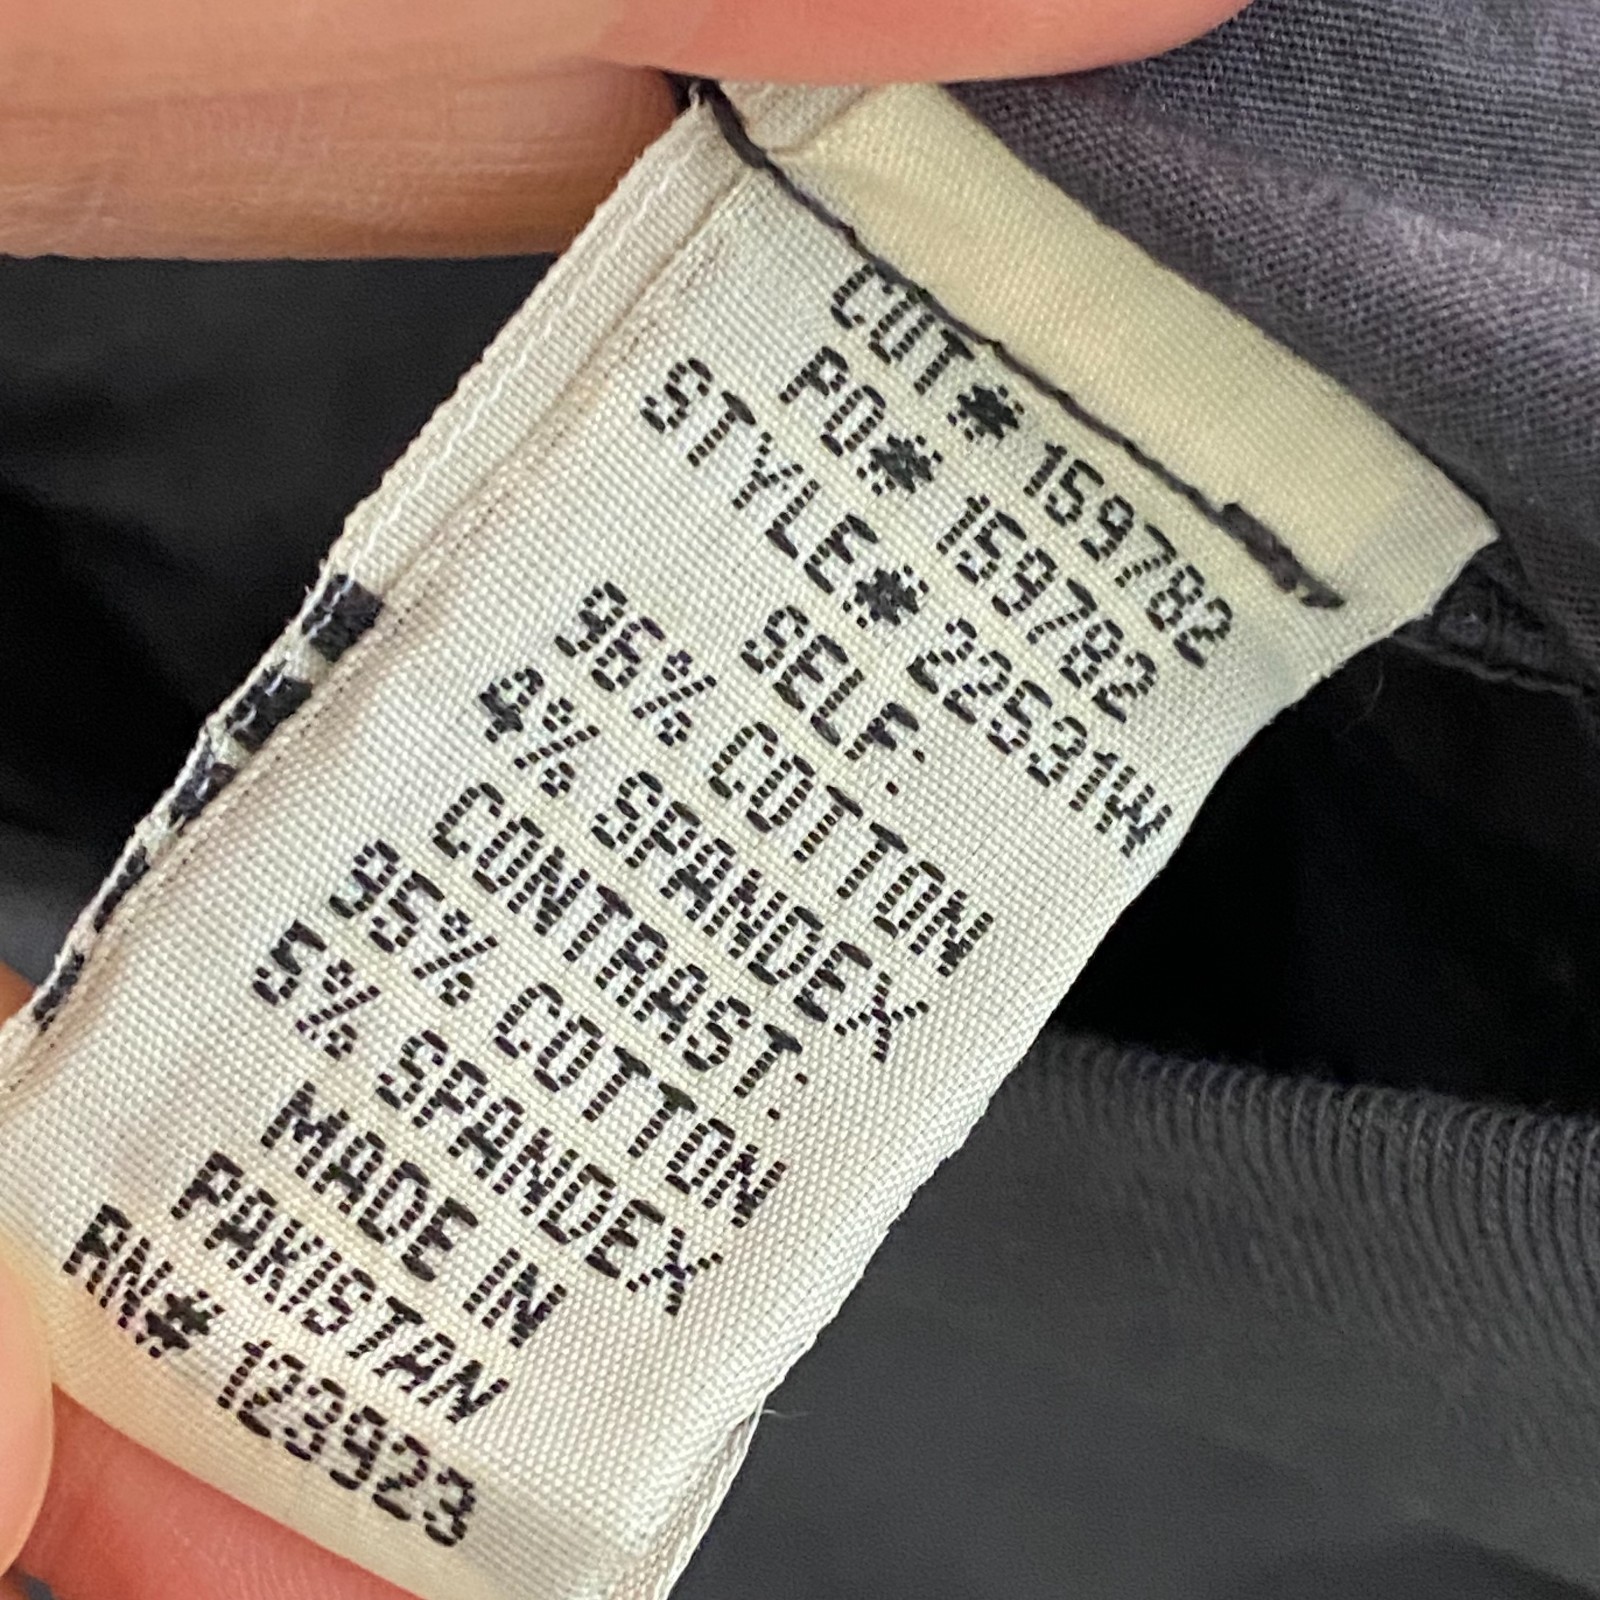 CUT# 159782
PO# 159782
STYLE# 22631W
SELF:
96% COTTON
4% SPANDEX
CONTRAST:
95% COTTON
5% SPANDEX
MADE IN
PAKISTAN
RN# 123923